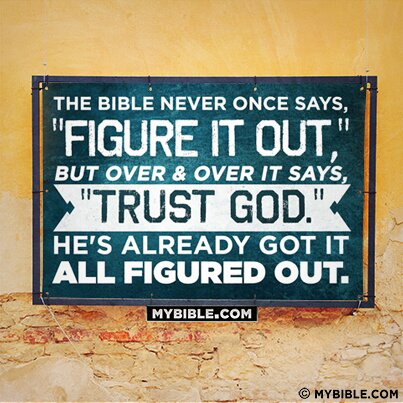 THE BIBLE NEVER ONCE SAYS,
"FIGURE IT OUT,"
BUT OVER & OVER IT SAYS,
"TRUST GOD."
HE'S ALREADY GOT IT
ALL FIGURED OUT.
MYBIBLE.COM
© MYBIBLE.COM